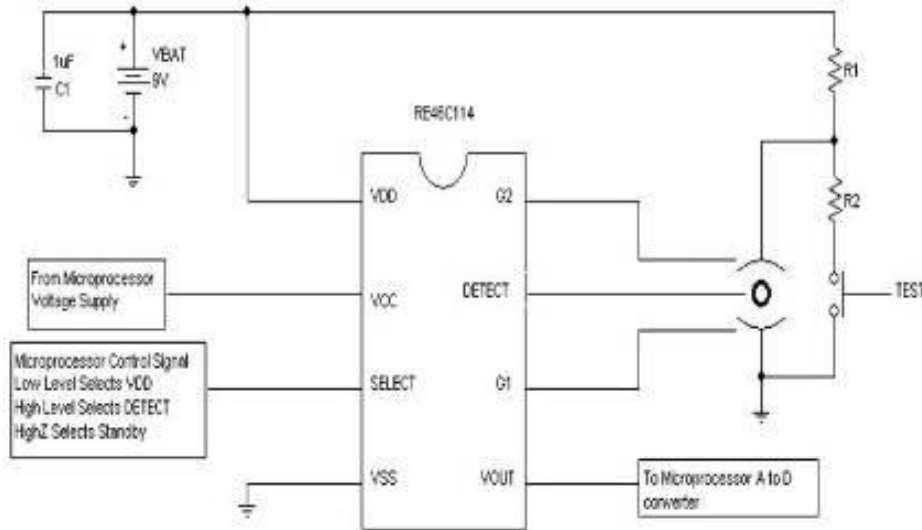 1uF
C1
+
VBAT
9V
-
R1
RE46C114
VDD
G2
R2
From Microprocessor
Voltage Supply
VCC
DETECT
TEST
Microprocessor Control Signal
Low Level Selects VDD
High Level Selects DETECT
HighZ Selects Standby
SELECT
G1
VSS
VOUT
To Microprocessor A to D
converter